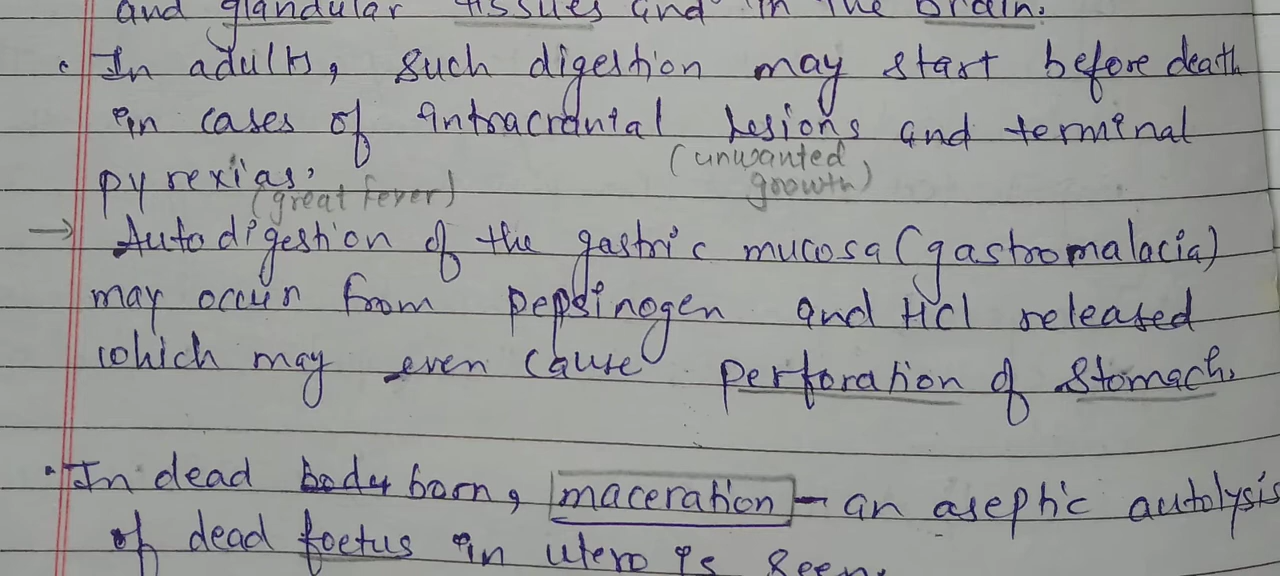 and glandular tissues and in the brain.
• In adults, such digestion may start before death
in cases of intracranial lesions and terminal
(unwanted growth)
pyrexias.
(great fever)
→ Autodigestion of the gastric mucosa (gastromalacia)
may occur from pepsinogen and HCl released
which may even cause perforation of stomach.
• In dead body born, maceration - an aseptic autolysis
of dead foetus in utero is seen.